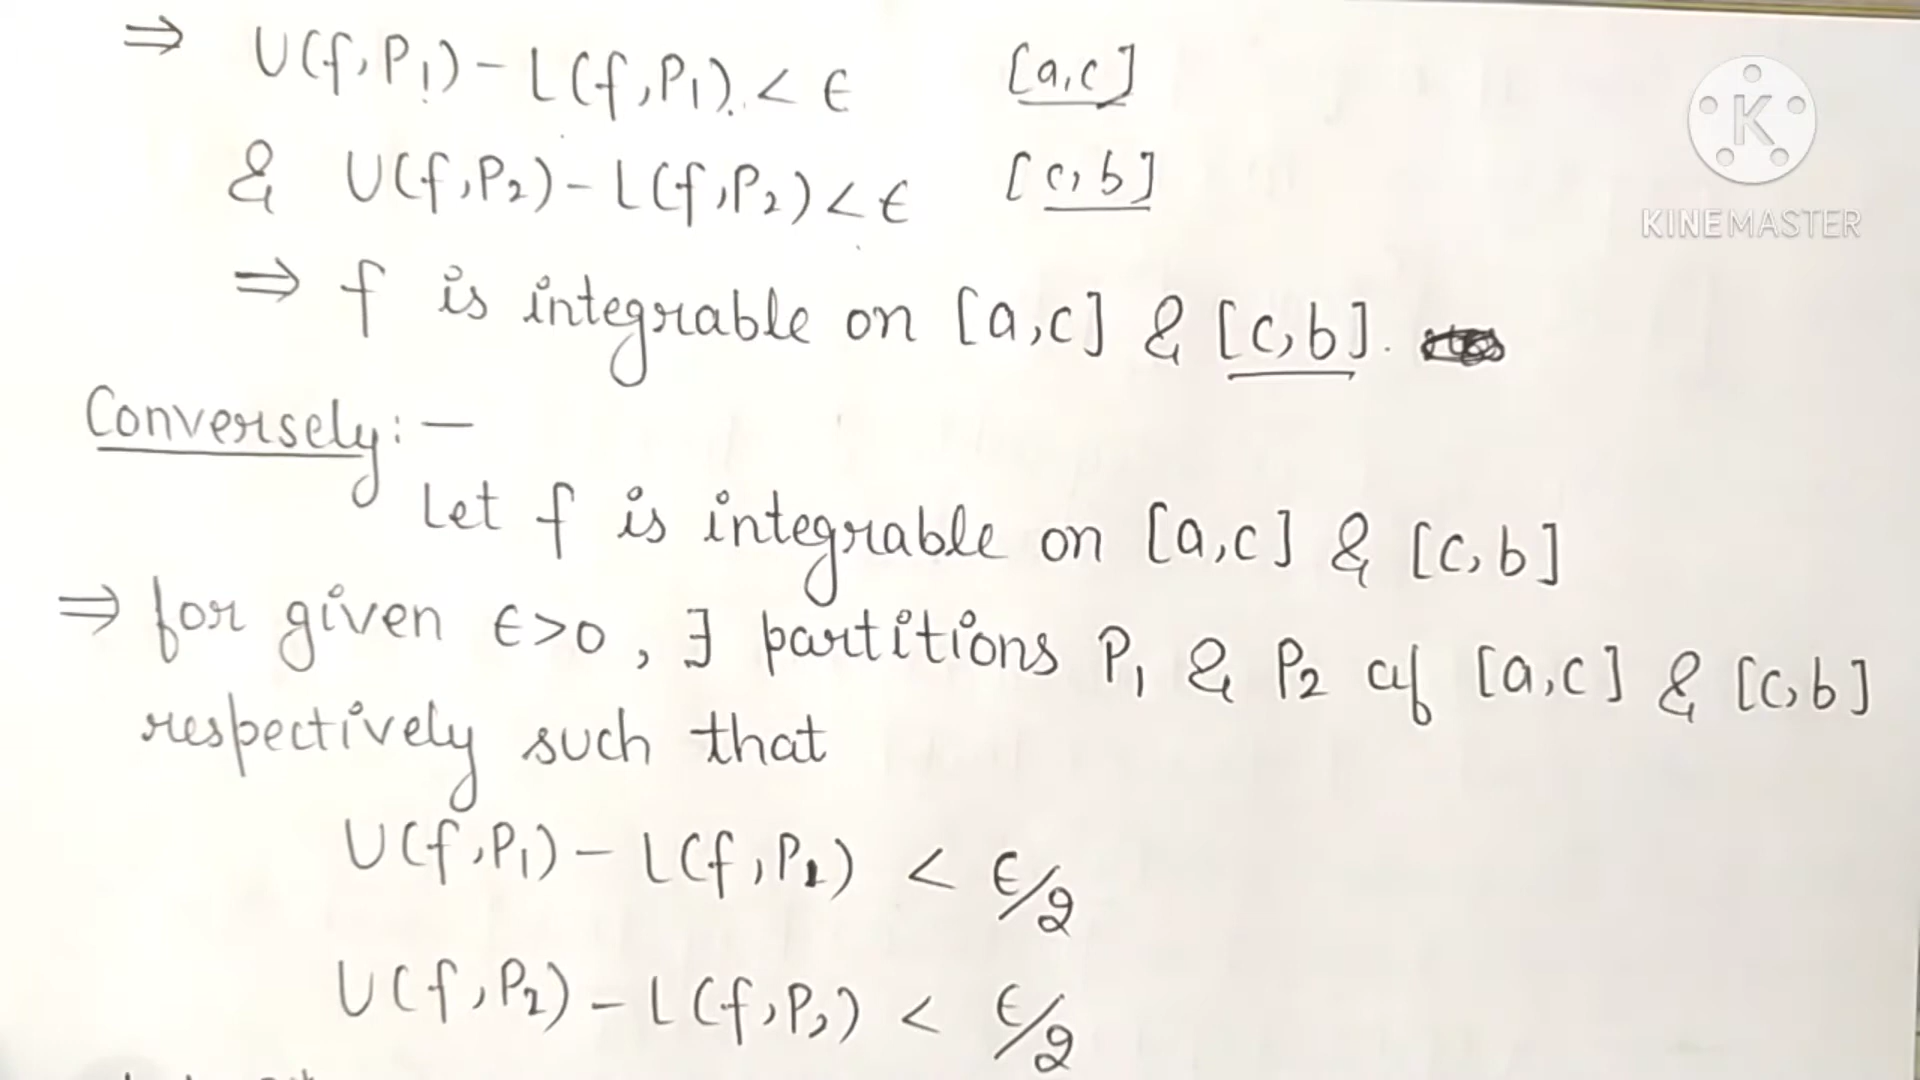 ⇒ U(f,P₁) - L(f,P₁) < ϵ [a,c]
& U(f,P₂) - L(f,P₂) < ϵ [c,b]
K
KINEMASTER
⇒ f is integrable on [a,c] & [c,b].
Conversely:-
Let f is integrable on [a,c] & [c,b]
⇒ for given ϵ>0, ∃ partitions P₁ & P₂ of [a,c] & [c,b]
respectively such that
U(f,P₁) - L(f,P₁) < ϵ/2
U(f,P₂) - L(f,P₂) < ϵ/2